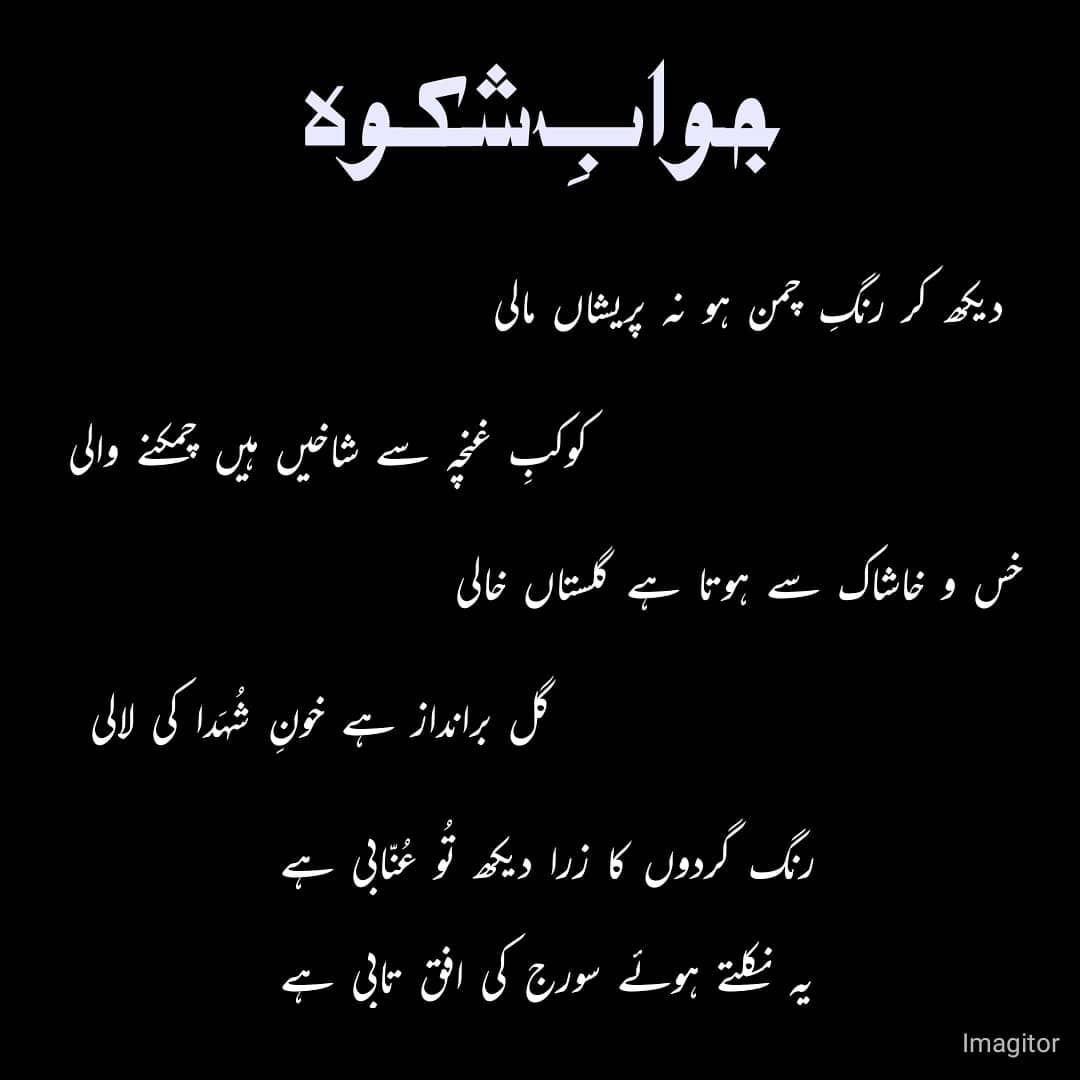 جوابِ شکوہ
دیکھ کر رنگِ چمن ہو نہ پریشاں مالی
کوکبِ غنچہ سے شاخیں ہیں چمکنے والی
خس و خاشاک سے ہوتا ہے گلستاں خالی
گل برانداز ہے خونِ شُہَدا کی لالی
رنگ گردوں کا زرا دیکھ تُو عُنّابی ہے
یہ نکلتے ہوئے سورج کی افق تابی ہے
Imagitor